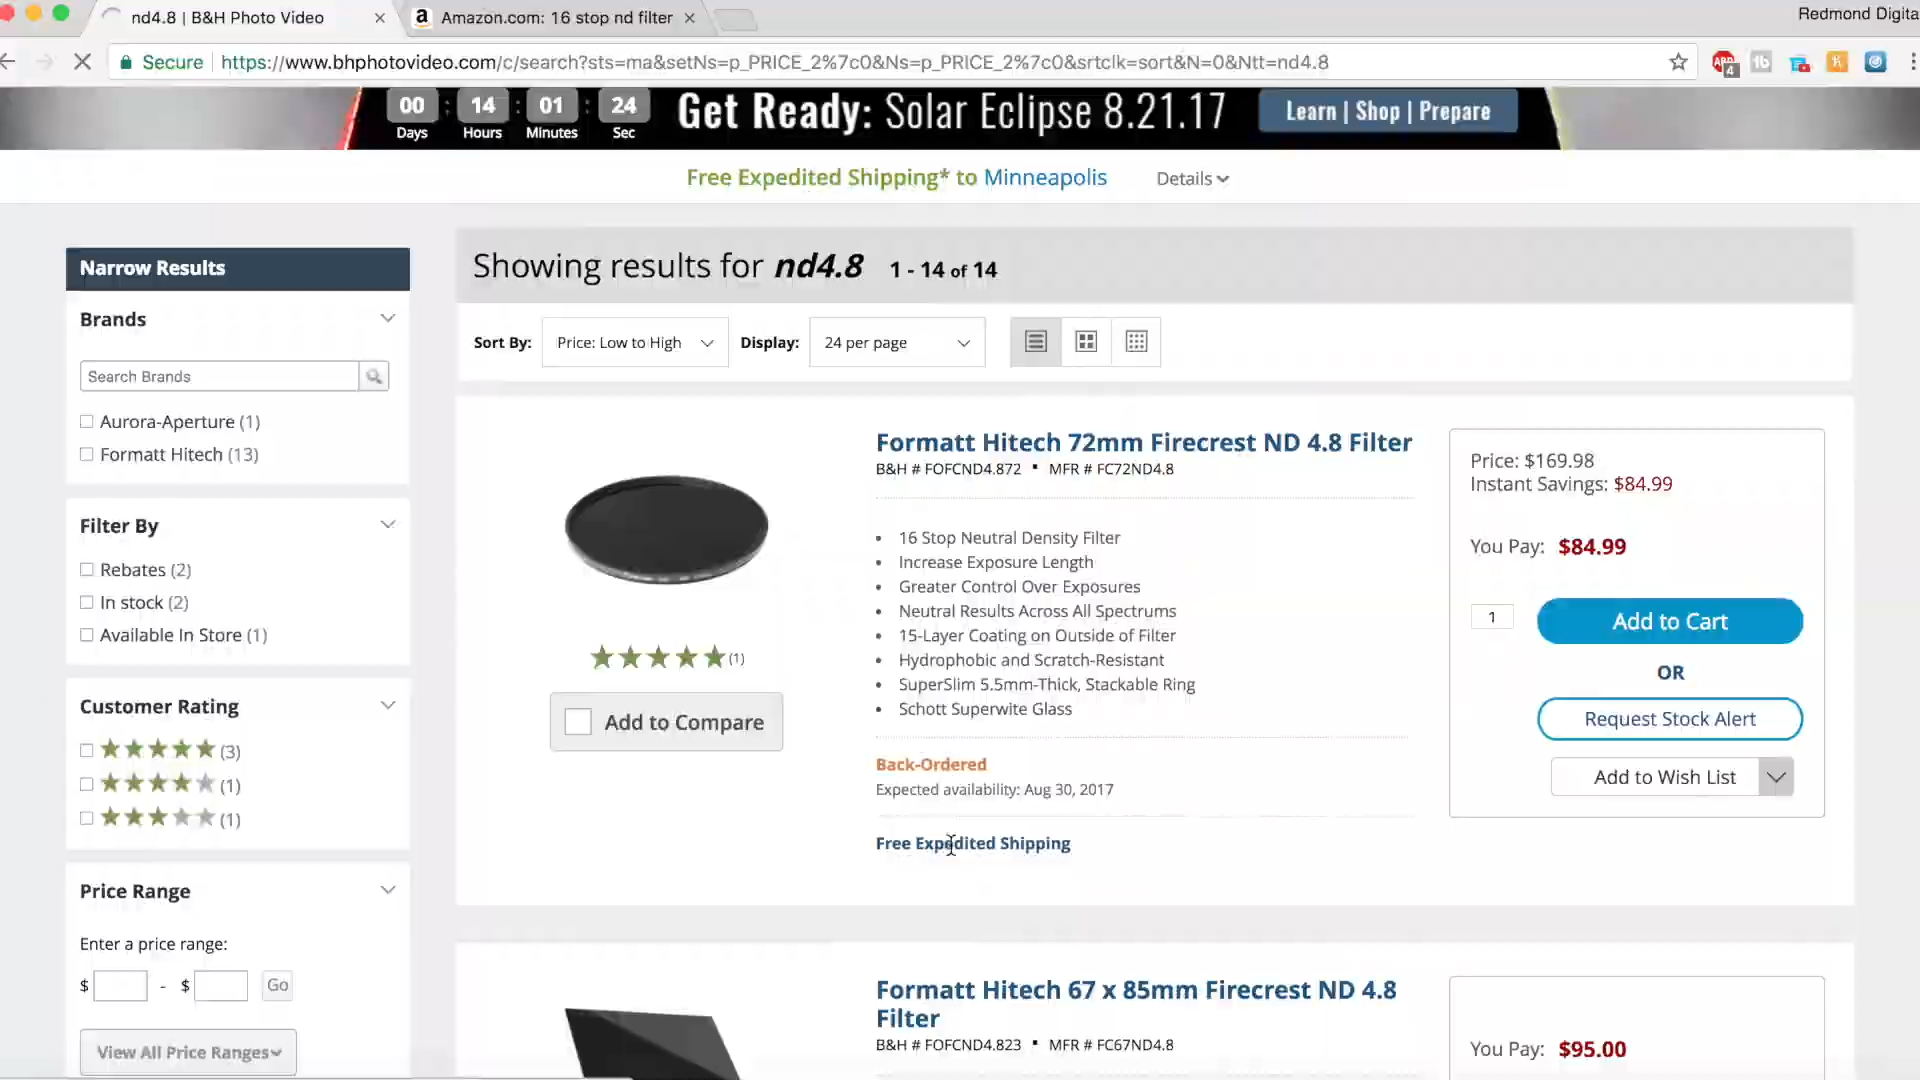 nd4.8 | B&H Photo Video
Amazon.com: 16 stop nd filter
Redmond Digita
Secure
https://www.bhphotovideo.com/c/search?sts=ma&setNs=p_PRICE_2%7c0&Ns=p_PRICE_2%7c0&srtclk=sort&N=0&Ntt=nd4.8
00 : 14 : 01 : 24
Days Hours Minutes Sec
Get Ready: Solar Eclipse 8.21.17
Learn | Shop | Prepare
Free Expedited Shipping* to Minneapolis
Details
Narrow Results
Brands
Search Brands
Aurora-Aperture (1)
Formatt Hitech (13)
Filter By
Rebates (2)
In stock (2)
Available In Store (1)
Customer Rating
(3)
(1)
(1)
Price Range
Enter a price range:
$ - $ Go
View All Price Ranges
Showing results for nd4.8 1 - 14 of 14
Sort By: Price: Low to High Display: 24 per page
Formatt Hitech 72mm Firecrest ND 4.8 Filter
B&H # FOFCND4.872 • MFR # FC72ND4.8
• 16 Stop Neutral Density Filter
• Increase Exposure Length
• Greater Control Over Exposures
• Neutral Results Across All Spectrums
• 15-Layer Coating on Outside of Filter
• Hydrophobic and Scratch-Resistant
• SuperSlim 5.5mm-Thick, Stackable Ring
• Schott Superwite Glass
(1)
Add to Compare
Back-Ordered
Expected availability: Aug 30, 2017
Free Expedited Shipping
Price: $169.98
Instant Savings: $84.99
You Pay: $84.99
1
Add to Cart
OR
Request Stock Alert
Add to Wish List
Formatt Hitech 67 x 85mm Firecrest ND 4.8
Filter
B&H # FOFCND4.823 • MFR # FC67ND4.8
You Pay: $95.00